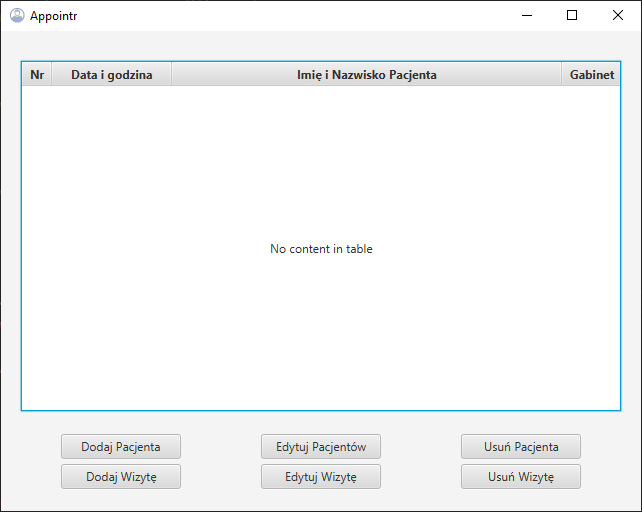 Appointr
Nr Data i godzina Imię i Nazwisko Pacjenta Gabinet
No content in table
Dodaj Pacjenta Edytuj Pacjentów Usuń Pacjenta
Dodaj Wizytę Edytuj Wizytę Usuń Wizytę